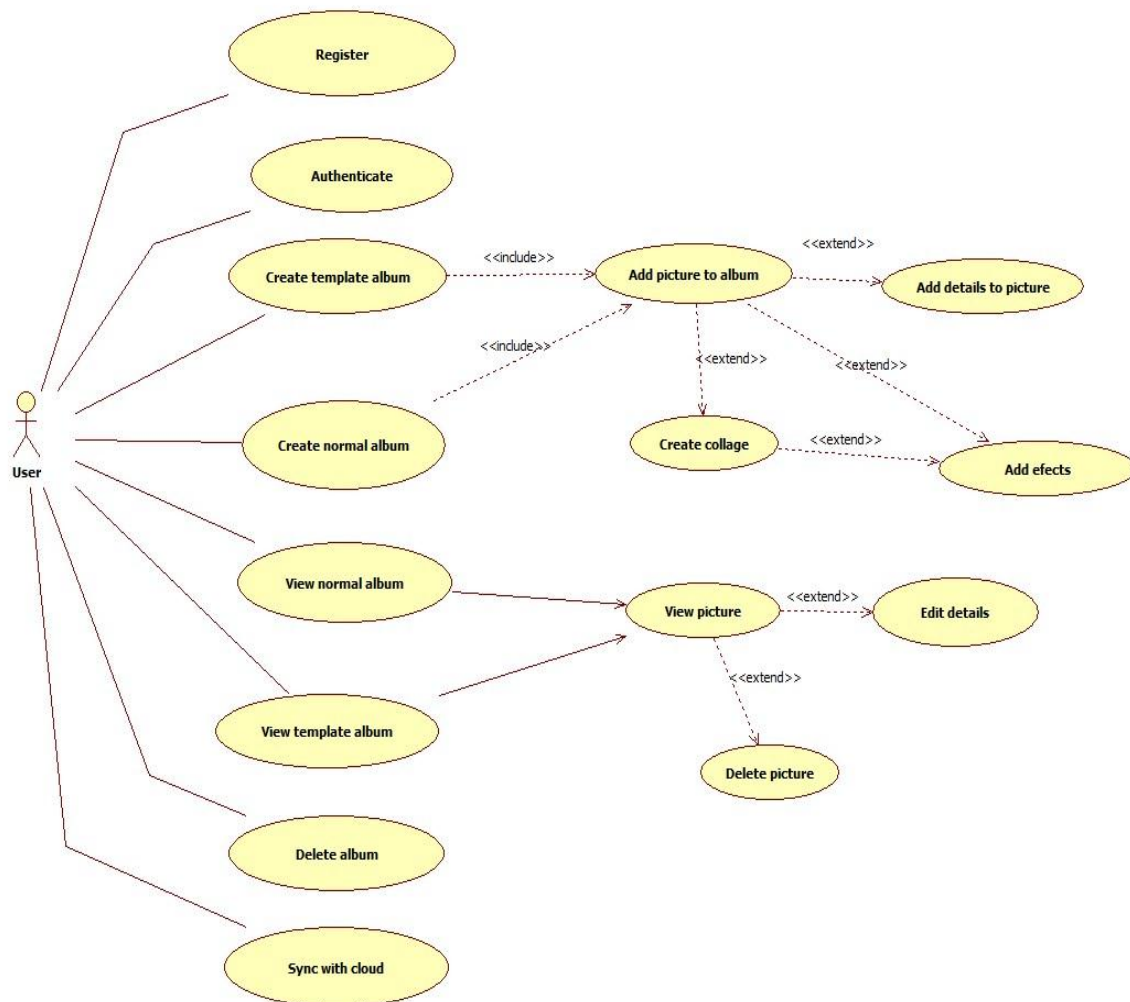 Register
Authenticate
<<include>>
<<extend>>
Create template album
Add picture to album
Add details to picture
<<include>>
<<extend>>
<<extend>>
Create normal album
Create collage
<<extend>>
Add efects
User
View normal album
View picture
<<extend>>
Edit details
<<extend>>
View template album
Delete picture
Delete album
Sync with cloud